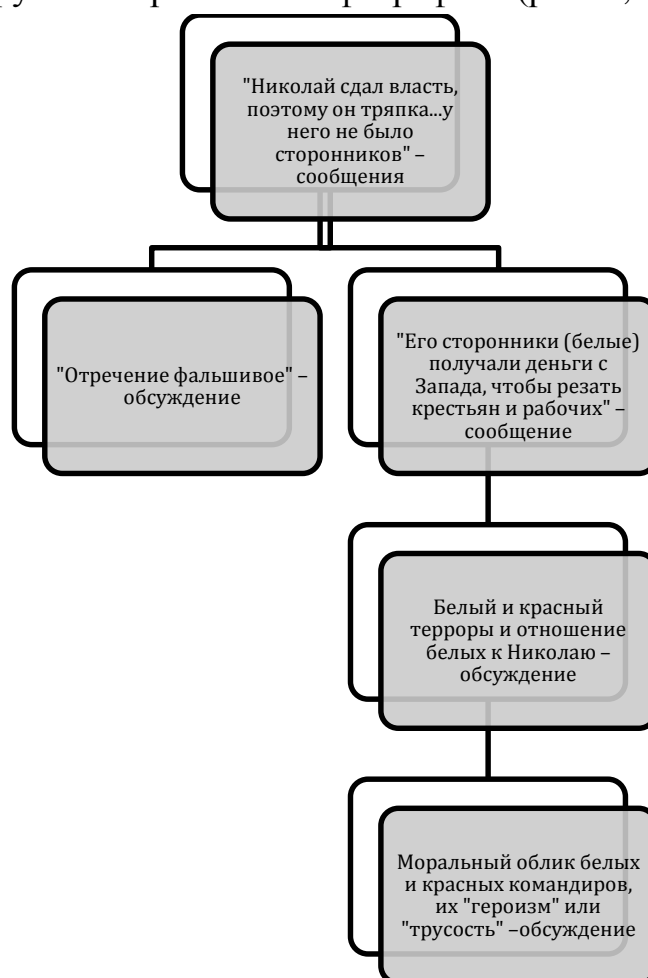 "Николай сдал власть,
поэтому он тряпка...у
него не было
сторонников" –
сообщения
"Отречение фальшивое" –
обсуждение
"Его сторонники (белые)
получали деньги с
Запада, чтобы резать
крестьян и рабочих" –
сообщение
Белый и красный
терроры и отношение
белых к Николаю –
обсуждение
Моральный облик белых
и красных командиров,
их "героизм" или
"трусость" –обсуждение